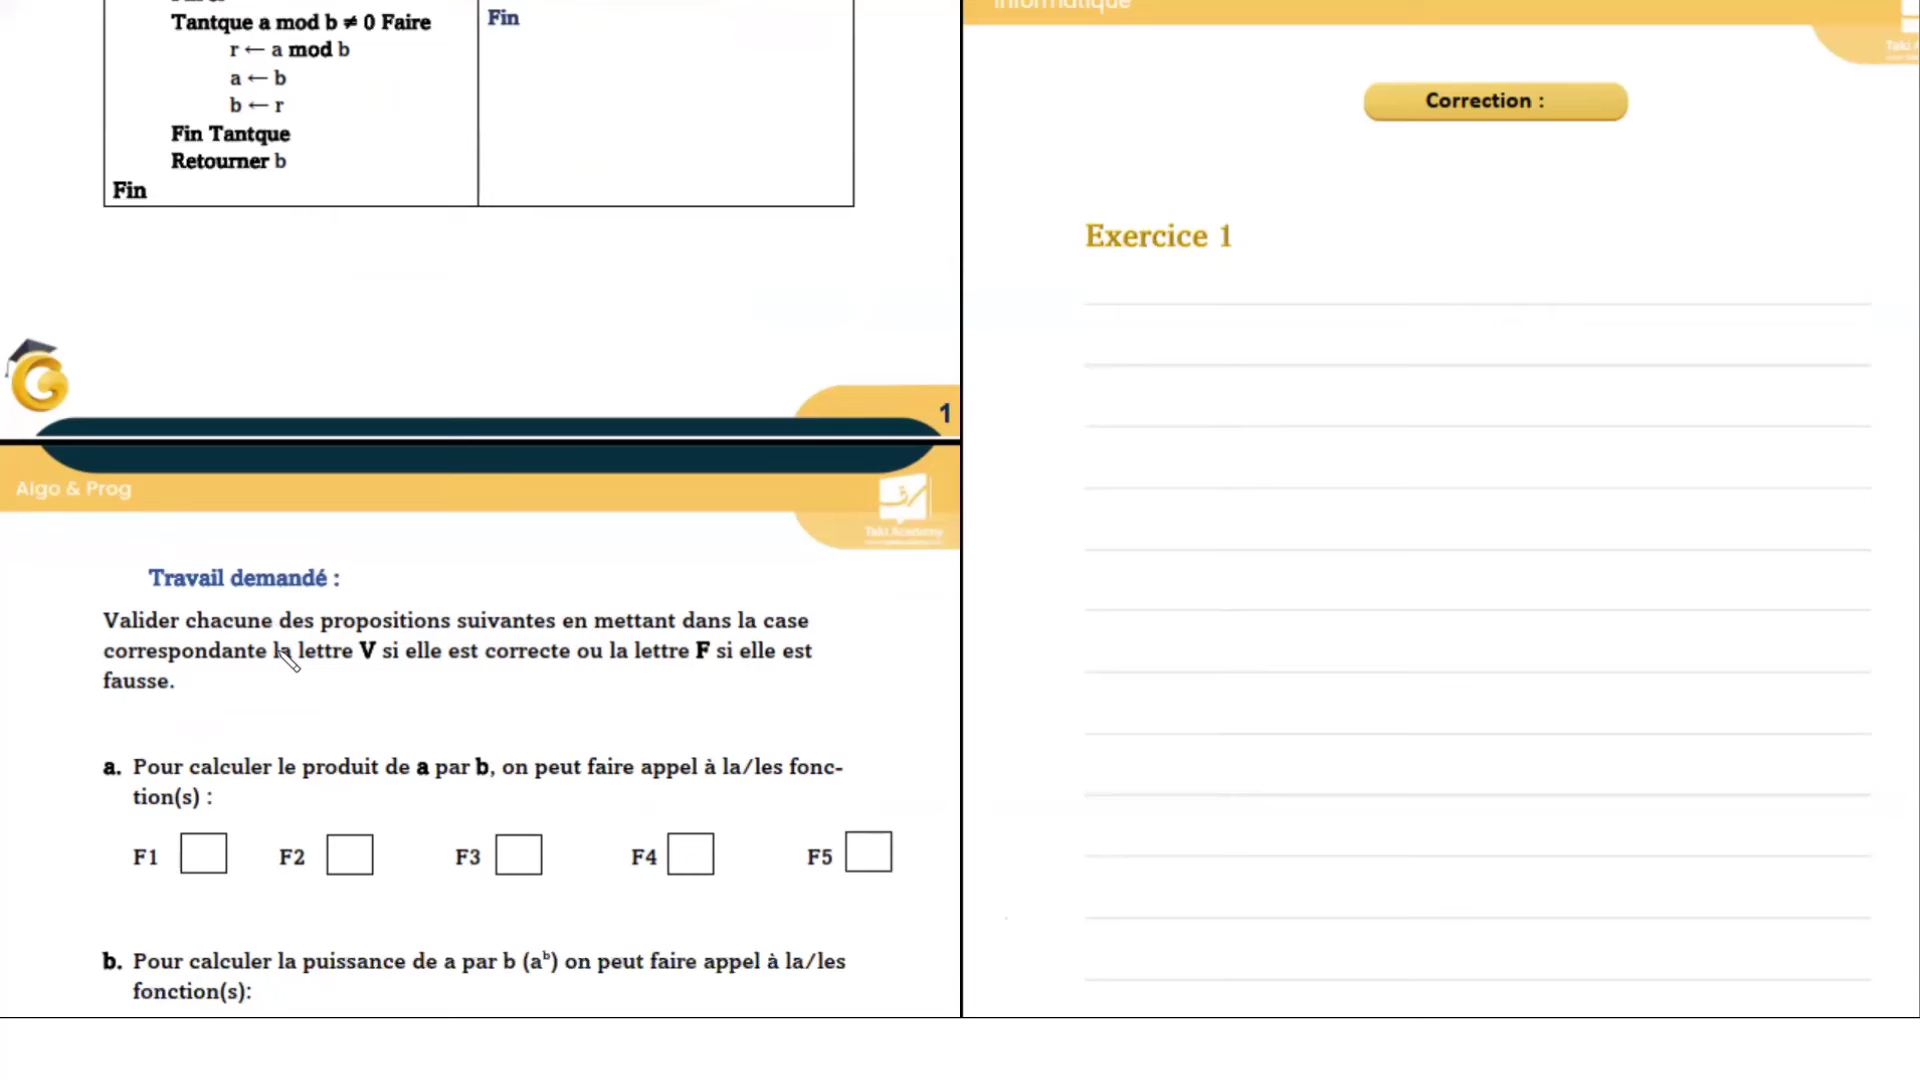 Tantque a mod b ≠ 0 Faire
r ← a mod b
a ← b
b ← r
Fin Tantque
Retourner b
Fin
Fin
1
Algo & Prog
Taki Academy
Travail demandé :
Valider chacune des propositions suivantes en mettant dans la case
correspondante la lettre V si elle est correcte ou la lettre F si elle est
fausse.
a. Pour calculer le produit de a par b, on peut faire appel à la/les fonc-
tion(s) :
F1 F2 F3 F4 F5
b. Pour calculer la puissance de a par b (aᵇ) on peut faire appel à la/les
fonction(s):
Informatique
Correction :
Exercice 1